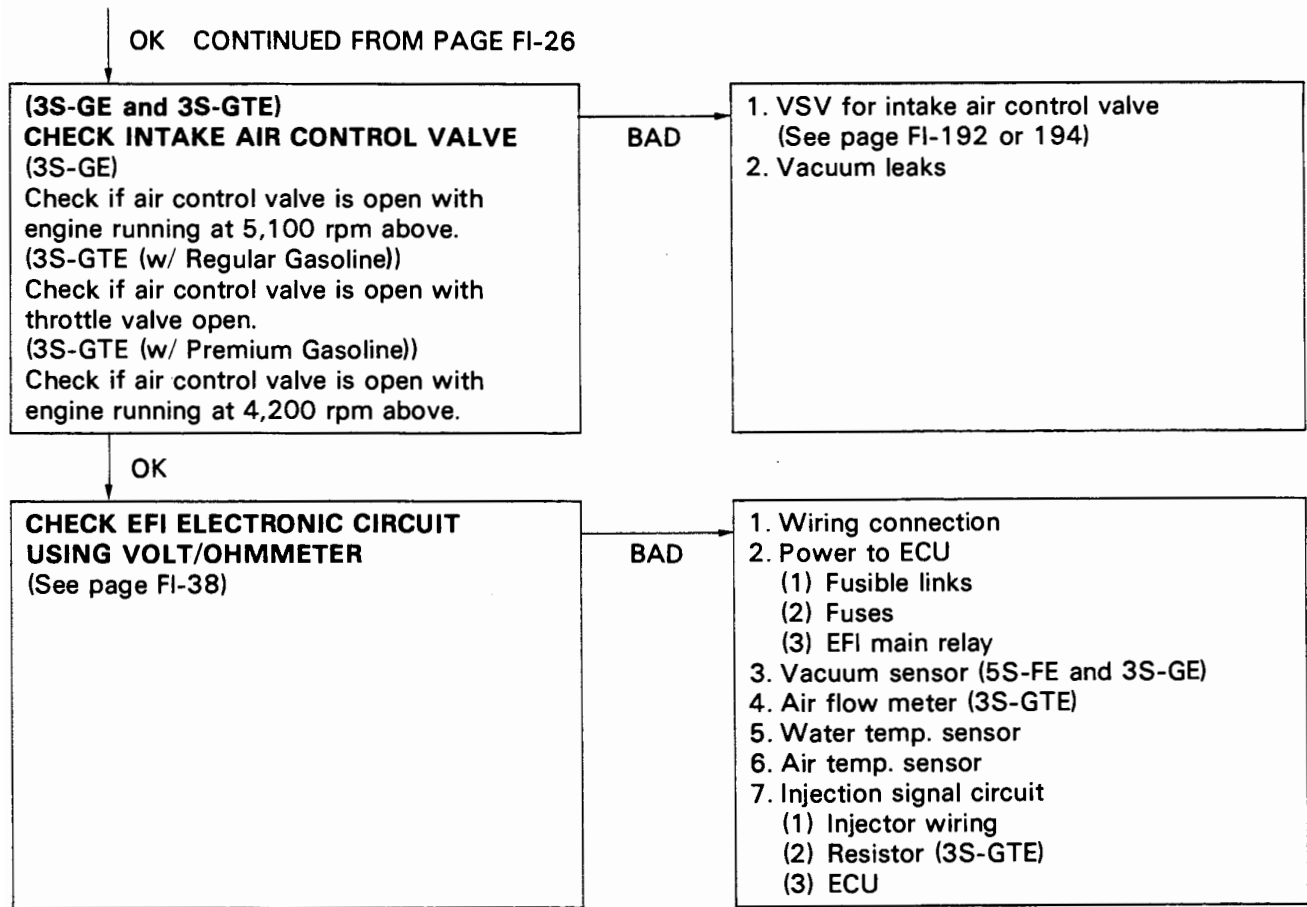 OK CONTINUED FROM PAGE FI-26
(3S-GE and 3S-GTE)
CHECK INTAKE AIR CONTROL VALVE
(3S-GE)
Check if air control valve is open with
engine running at 5,100 rpm above.
(3S-GTE (w/ Regular Gasoline))
Check if air control valve is open with
throttle valve open.
(3S-GTE (w/ Premium Gasoline))
Check if air control valve is open with
engine running at 4,200 rpm above.
BAD
1. VSV for intake air control valve
(See page FI-192 or 194)
2. Vacuum leaks
OK
CHECK EFI ELECTRONIC CIRCUIT
USING VOLT/OHMMETER
(See page FI-38)
BAD
1. Wiring connection
2. Power to ECU
(1) Fusible links
(2) Fuses
(3) EFI main relay
3. Vacuum sensor (5S-FE and 3S-GE)
4. Air flow meter (3S-GTE)
5. Water temp. sensor
6. Air temp. sensor
7. Injection signal circuit
(1) Injector wiring
(2) Resistor (3S-GTE)
(3) ECU